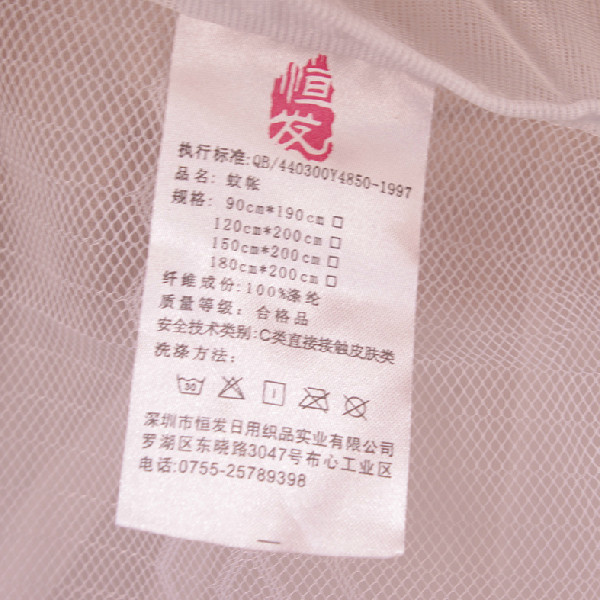 恒发
执行标准:QB/440300Y4850-1997
品名: 蚊帐
规格: 90cm*190cm □
120cm*200cm □
150cm*200cm □
180cm*200cm □
纤维成份: 100%涤纶
质量等级: 合格品
安全技术类别:C类直接接触皮肤类
洗涤方法:
30
深圳市恒发日用织品实业有限公司
罗湖区东晓路3047号布心工业区
电话:0755-25789398